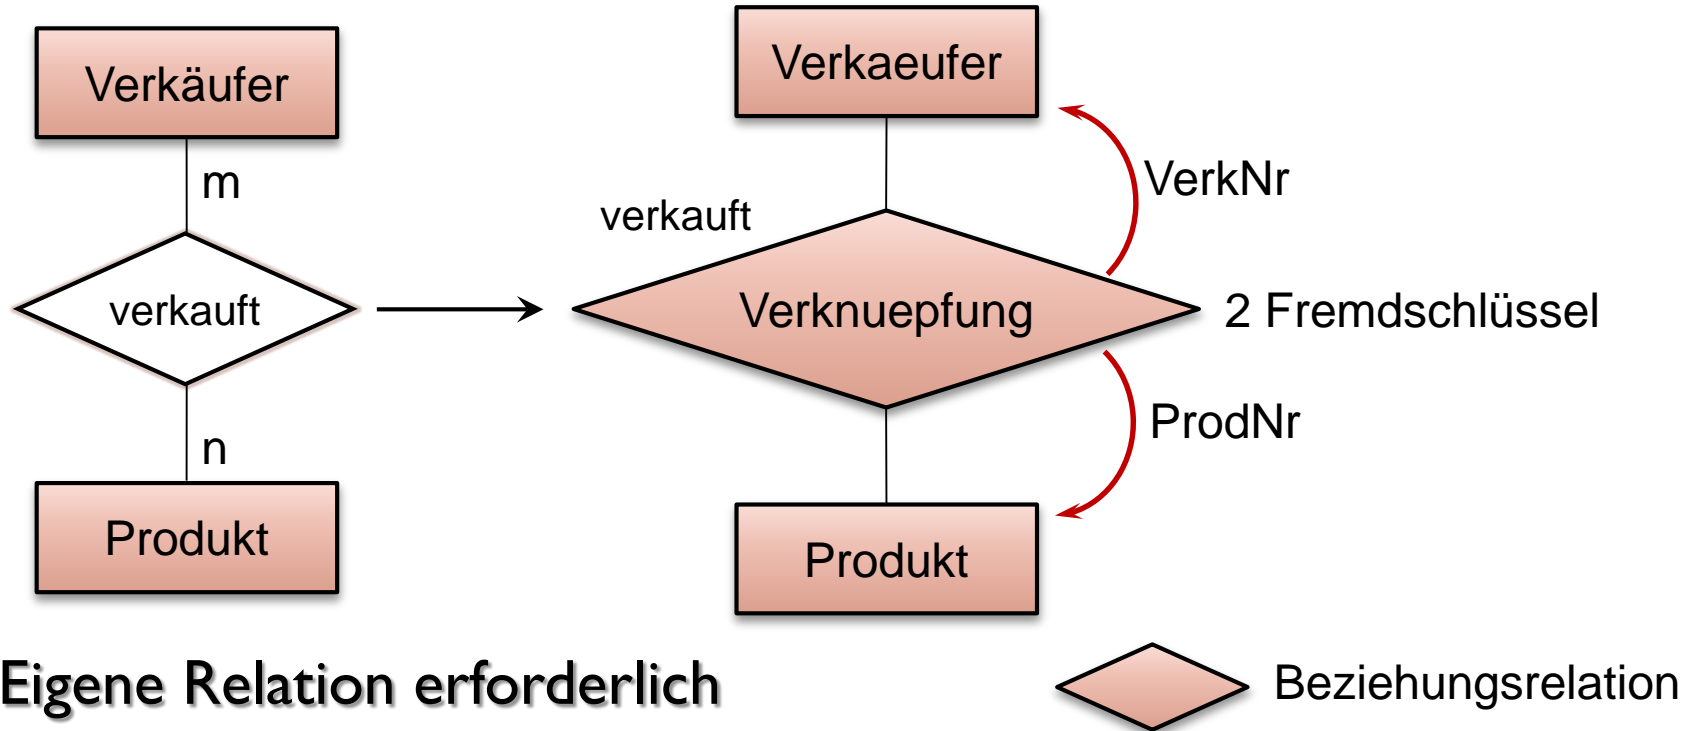 Verkäufer
m
verkauft
n
Produkt
Verkaeufer
VerkNr
verkauft
Verknuepfung
2 Fremdschlüssel
ProdNr
Produkt
Eigene Relation erforderlich
Beziehungsrelation